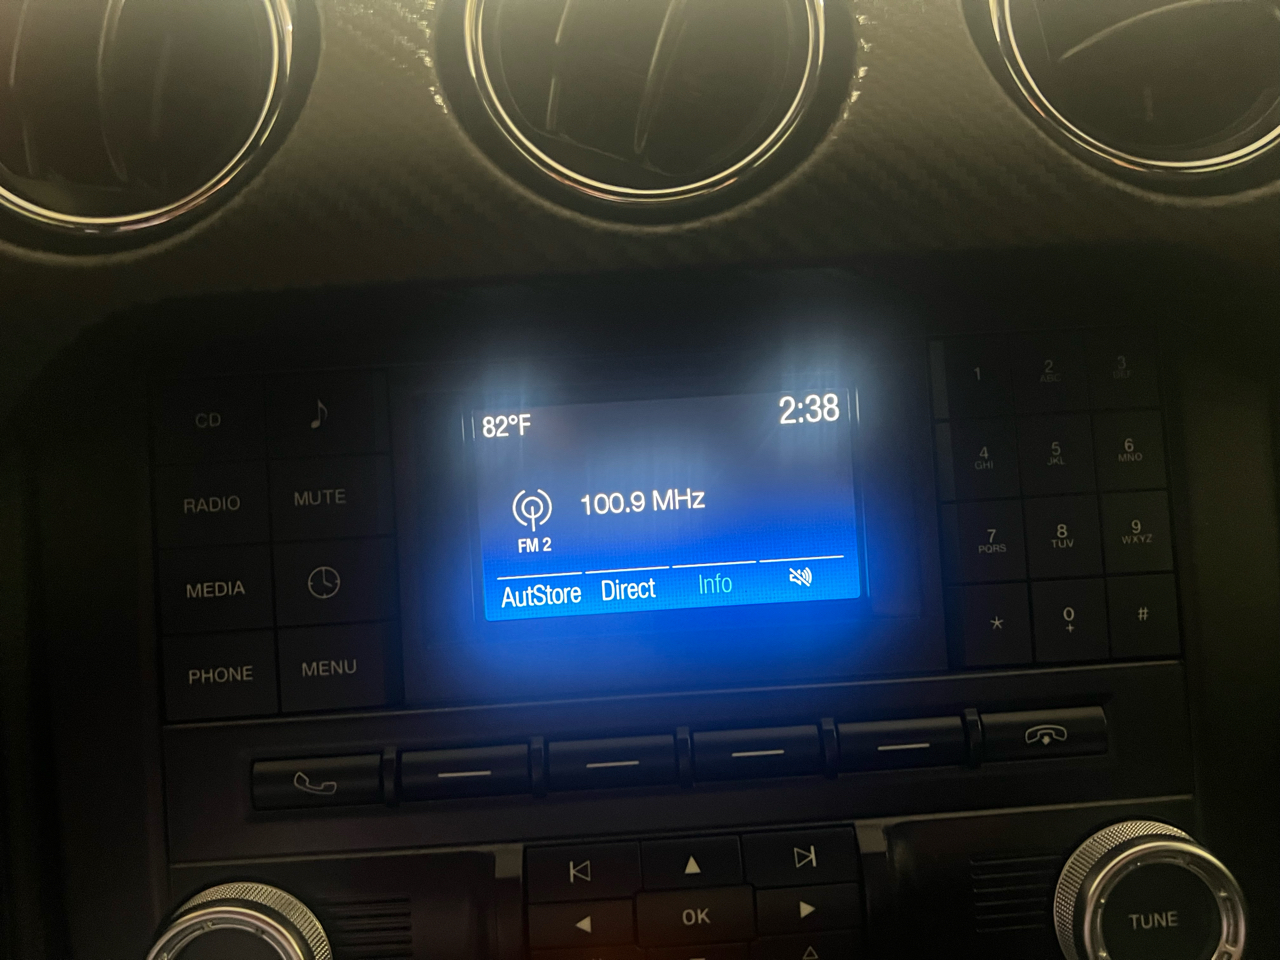 82°F
2:38
100.9 MHz
FM 2
AutStore Direct Info
CD
RADIO MUTE
MEDIA
PHONE MENU
1 2 ABC 3 DEF
4 GHI 5 JKL 6 MNO
7 PQRS 8 TUV 9 WXYZ
* 0 + #
OK
TUNE